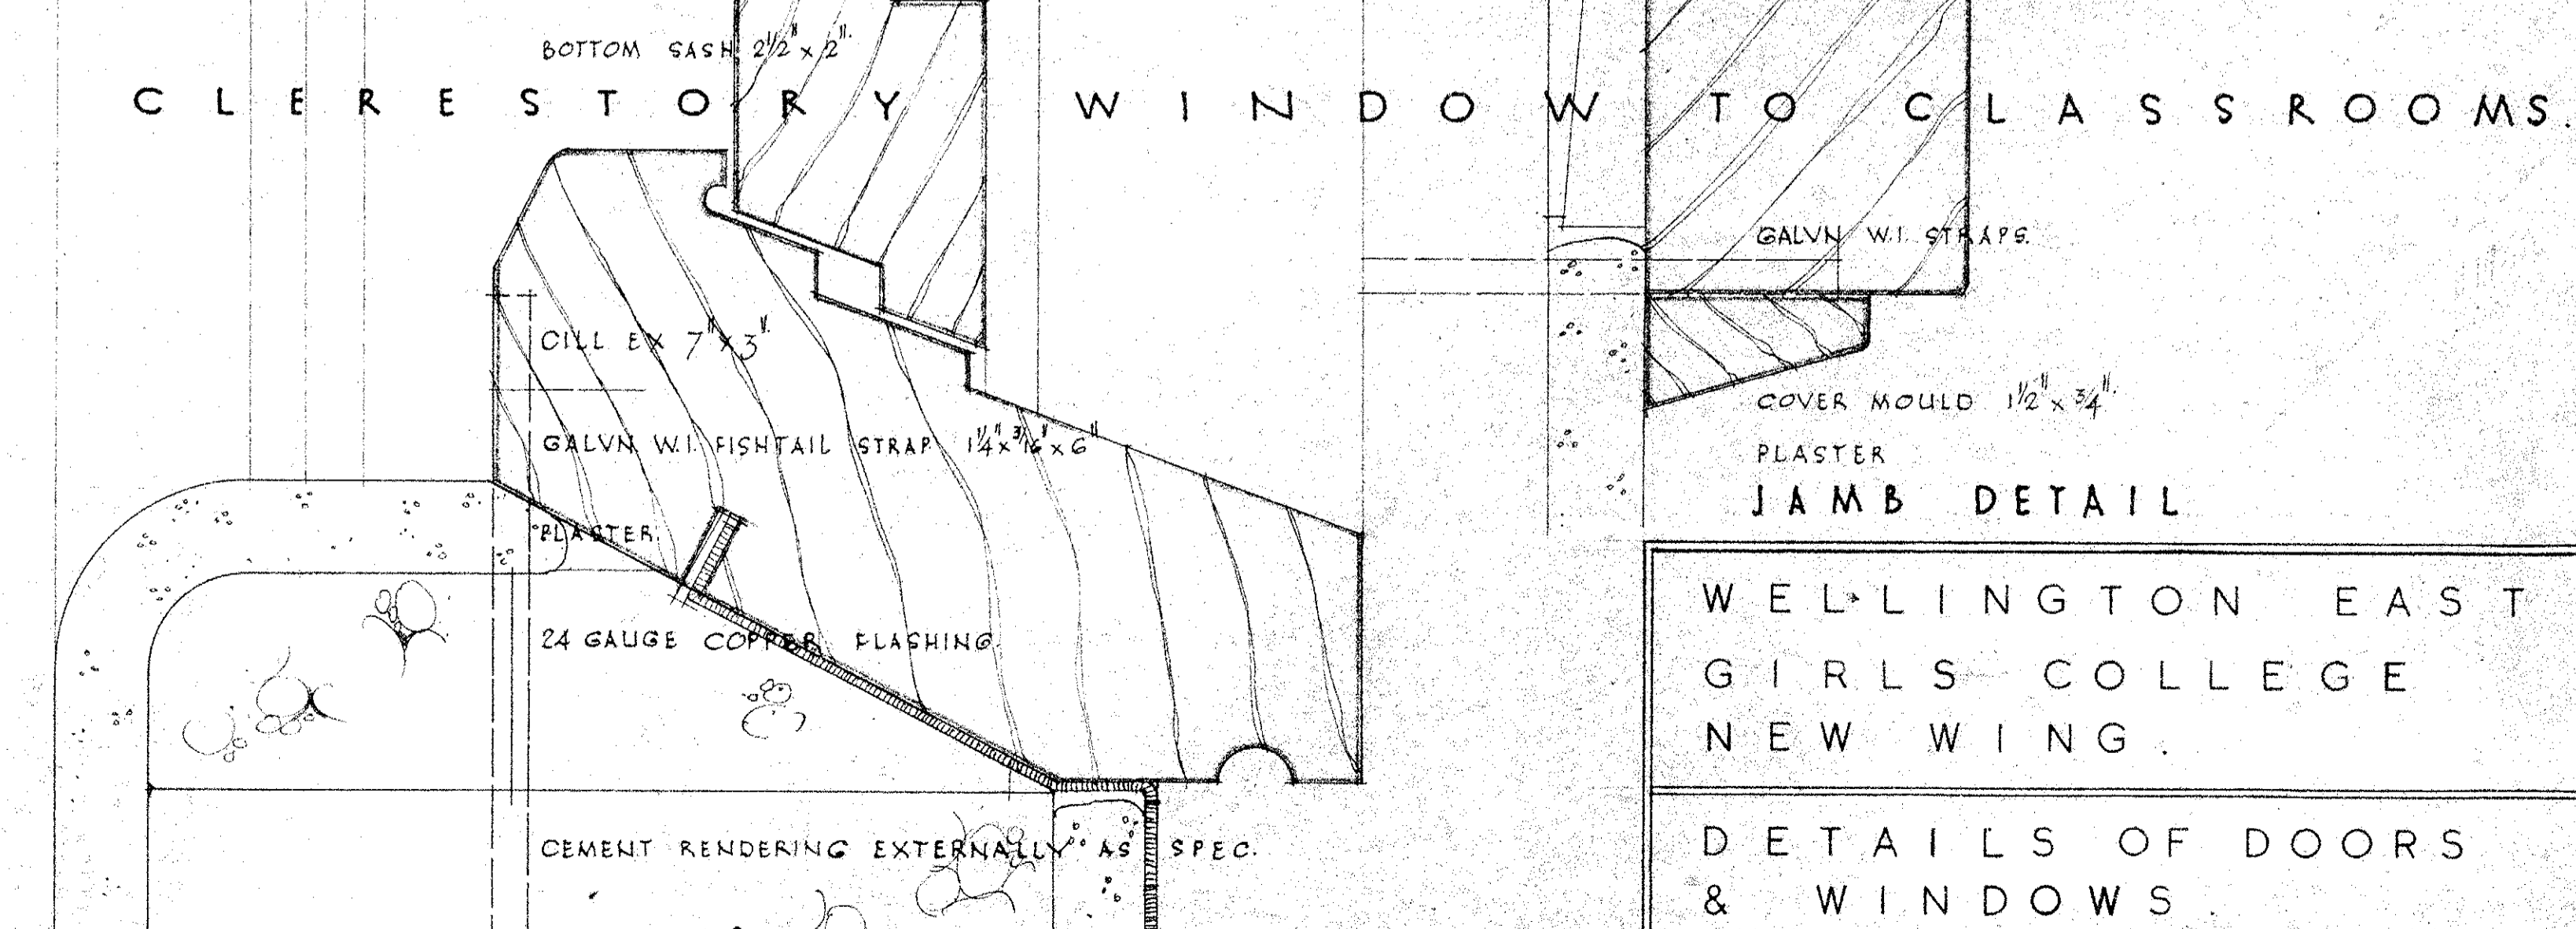 BOTTOM SASH 2½" x 2".
CLERESTORY WINDOW TO CLASSROOMS.
GALVN W.I. STRAPS.
CILL EX 7" x 3".
COVER MOULD 1½" x ¾".
GALVN W.I. FISHTAIL STRAP 1¼" x 3/16" x 6"
PLASTER
JAMB DETAIL
PLASTER.
WELLINGTON EAST
GIRLS COLLEGE
NEW WING.
24 GAUGE COPPER FLASHING.
CEMENT RENDERING EXTERNALLY AS SPEC.
DETAILS OF DOORS
& WINDOWS.